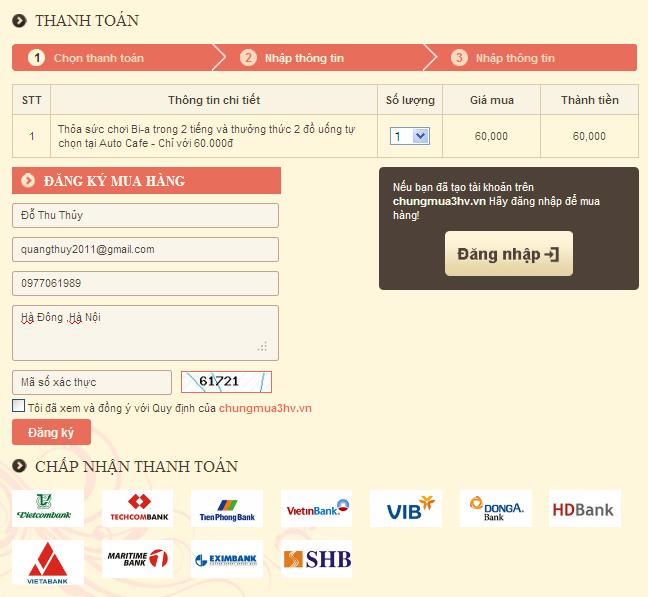 THANH TOÁN
1 Chọn thanh toán 2 Nhập thông tin 3 Nhập thông tin
STT Thông tin chi tiết Số lượng Giá mua Thành tiền
1 Thỏa sức chơi Bi-a trong 2 tiếng và thưởng thức 2 đồ uống tự
chọn tại Auto Cafe - Chỉ với 60.000đ 1 60,000 60,000
ĐĂNG KÝ MUA HÀNG
Đỗ Thu Thủy
quangthuy2011@gmail.com
0977061989
Hà Đông ,Hà Nội
Mã số xác thực 61721
Tôi đã xem và đồng ý với Quy định của chungmua3hv.vn
Đăng ký
Nếu bạn đã tạo tài khoản trên
chungmua3hv.vn Hãy đăng nhập để mua
hàng!
Đăng nhập
CHẤP NHẬN THANH TOÁN
Vietcombank TECHCOMBANK TienPhongBank VietinBank VIB DONGA Bank HDBank
VIETABANK MARITIME BANK EXIMBANK SHB